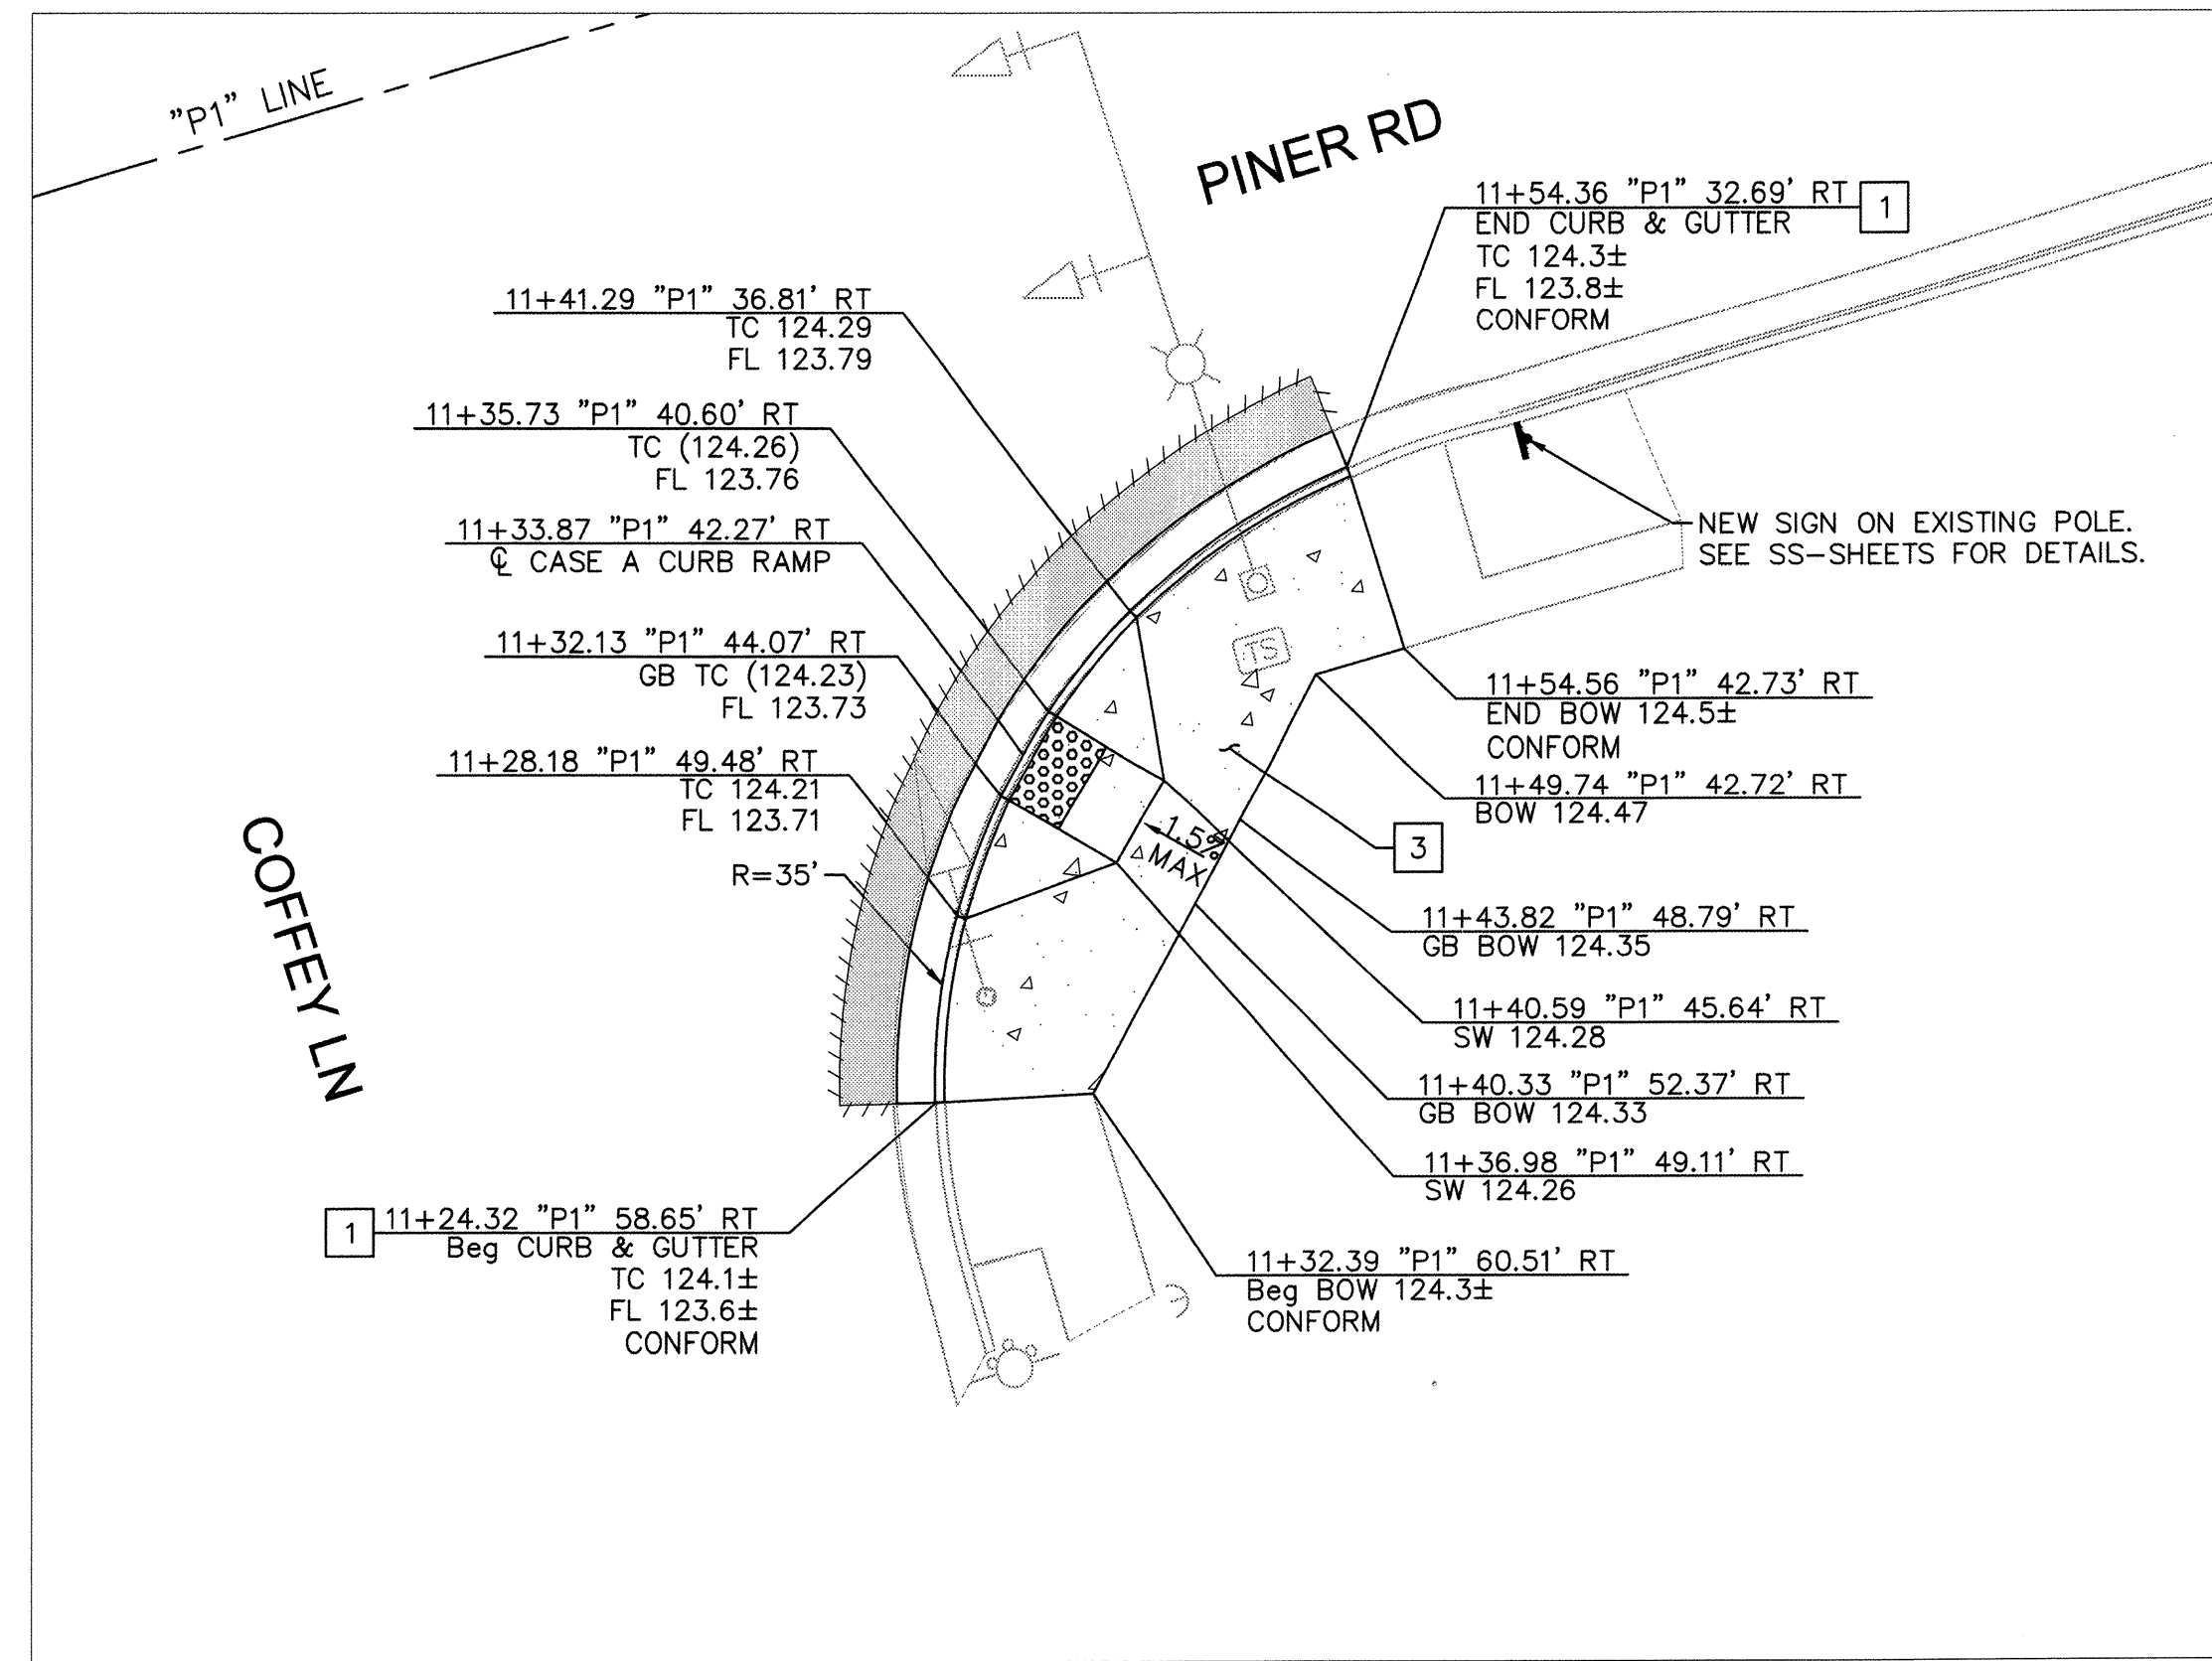 "P1" LINE
PINER RD
11+54.36 "P1" 32.69' RT
1
END CURB & GUTTER
TC 124.3±
FL 123.8±
CONFORM
11+41.29 "P1" 36.81' RT
TC 124.29
FL 123.79
11+35.73 "P1" 40.60' RT
TC (124.26)
FL 123.76
11+33.87 "P1" 42.27' RT
℄ CASE A CURB RAMP
11+32.13 "P1" 44.07' RT
GB TC (124.23)
FL 123.73
11+28.18 "P1" 49.48' RT
TC 124.21
FL 123.71
R=35'
COFFEY LN
NEW SIGN ON EXISTING POLE.
SEE SS-SHEETS FOR DETAILS.
TS
11+54.56 "P1" 42.73' RT
END BOW 124.5±
CONFORM
11+49.74 "P1" 42.72' RT
BOW 124.47
3
1.5%
MAX
11+43.82 "P1" 48.79' RT
GB BOW 124.35
11+40.59 "P1" 45.64' RT
SW 124.28
11+40.33 "P1" 52.37' RT
GB BOW 124.33
11+36.98 "P1" 49.11' RT
SW 124.26
11+32.39 "P1" 60.51' RT
Beg BOW 124.3±
CONFORM
1
11+24.32 "P1" 58.65' RT
Beg CURB & GUTTER
TC 124.1±
FL 123.6±
CONFORM